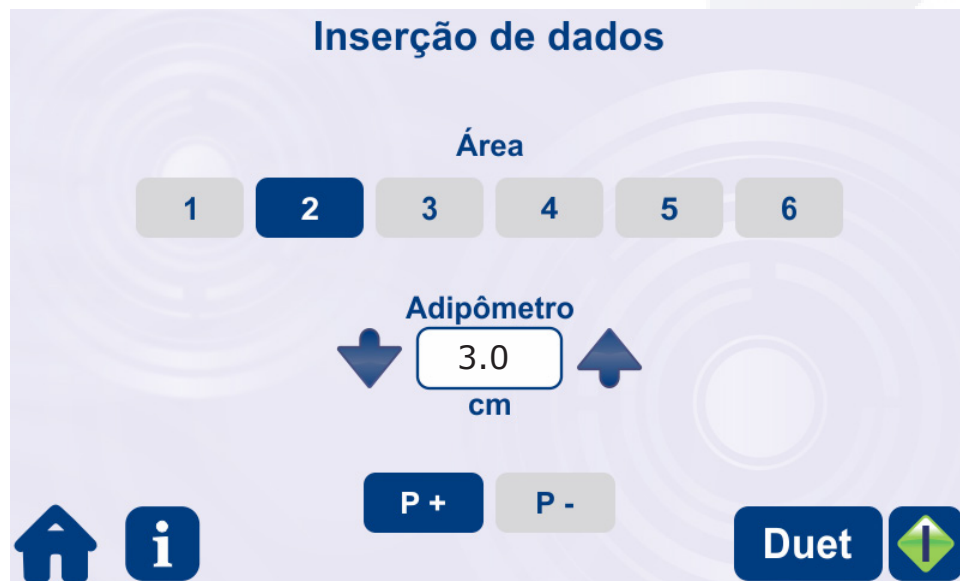 Inserção de dados
Área
1 2 3 4 5 6
Adipômetro
3.0
cm
P + P -
i Duet